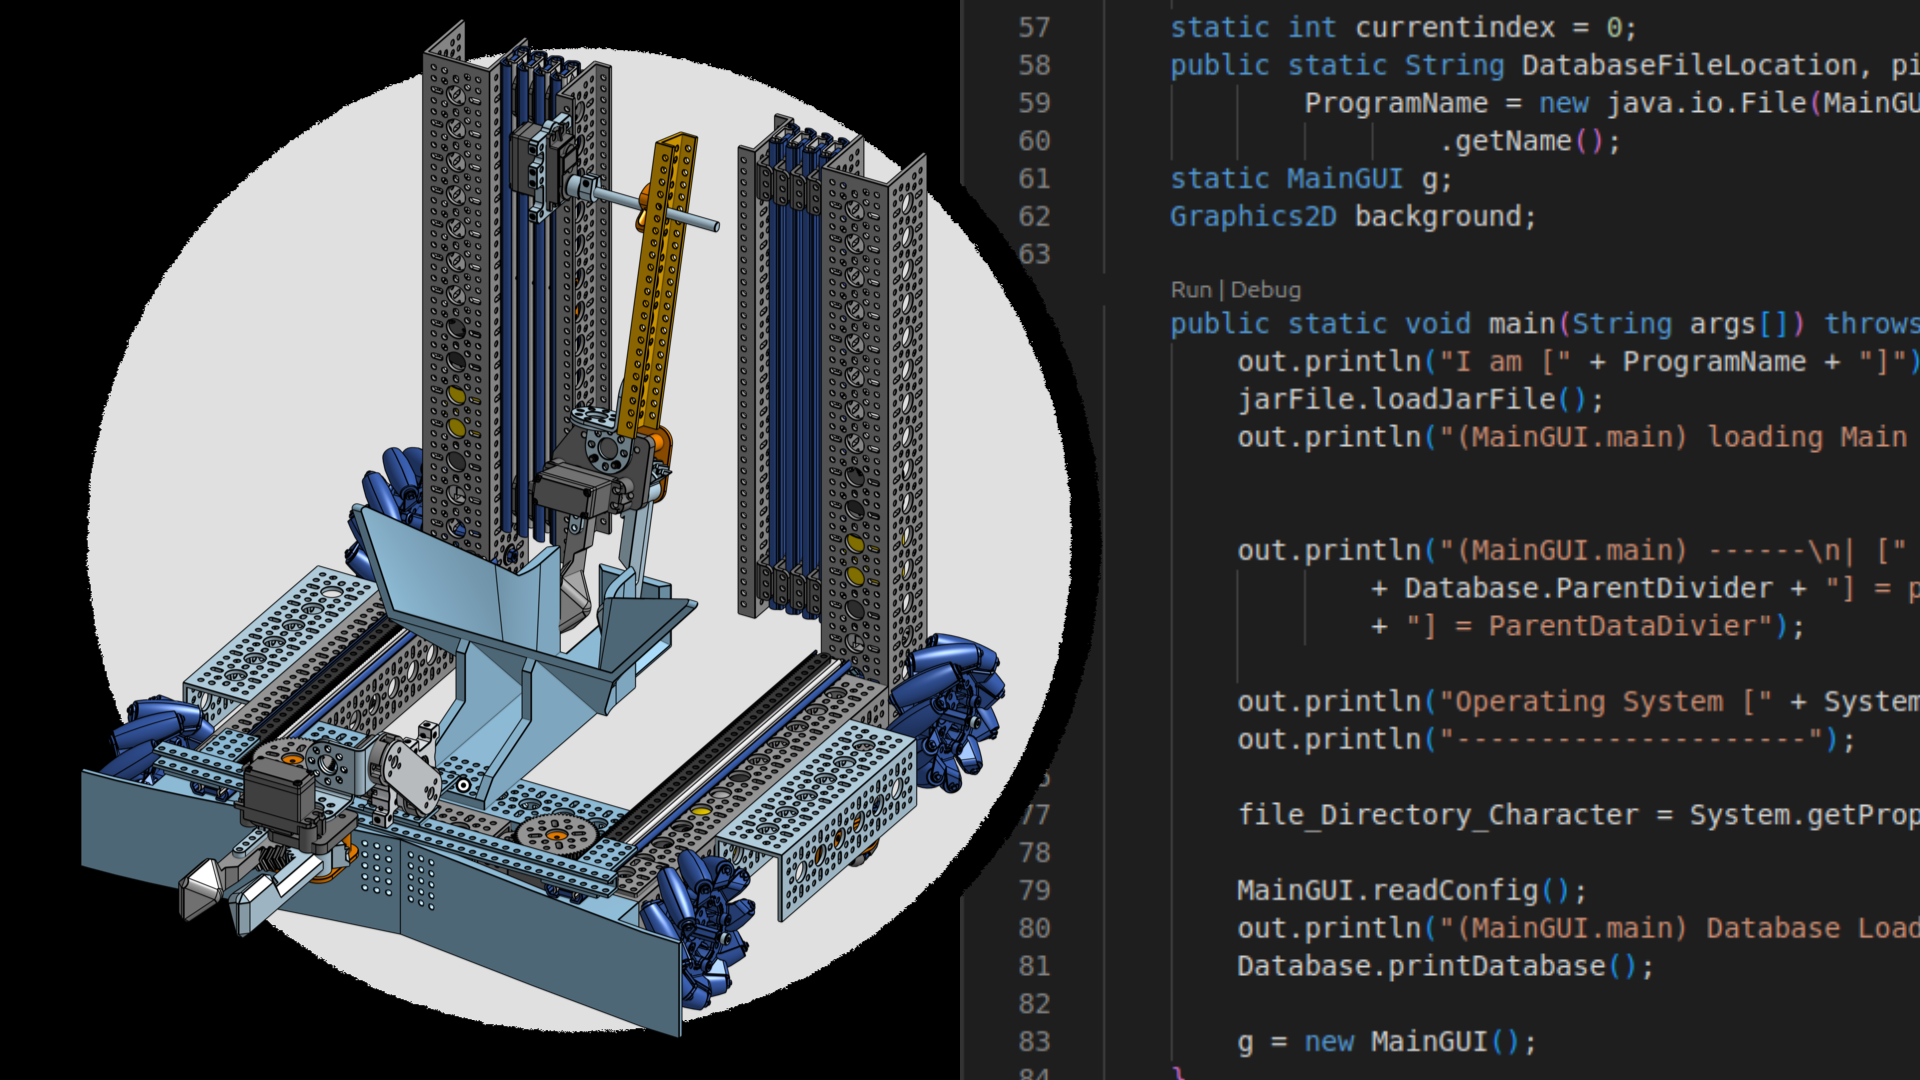 57 static int currentindex = 0;
58 public static String DatabaseFileLocation, pi
59 ProgramName = new java.io.File(MainGU
60 .getName();
61 static MainGUI g;
62 Graphics2D background;
63
Run | Debug
public static void main(String args[]) throws
out.println("I am [" + ProgramName + "]")
jarFile.loadJarFile();
out.println("(MainGUI.main) loading Main
out.println("(MainGUI.main) ------\n| ["
+ Database.ParentDivider + "] = p
+ "] = ParentDataDivier");
out.println("Operating System [" + System
out.println("---------------------");
77 file_Directory_Character = System.getProp
78
79 MainGUI.readConfig();
80 out.println("(MainGUI.main) Database Load
81 Database.printDatabase();
82
83 g = new MainGUI();
84 }